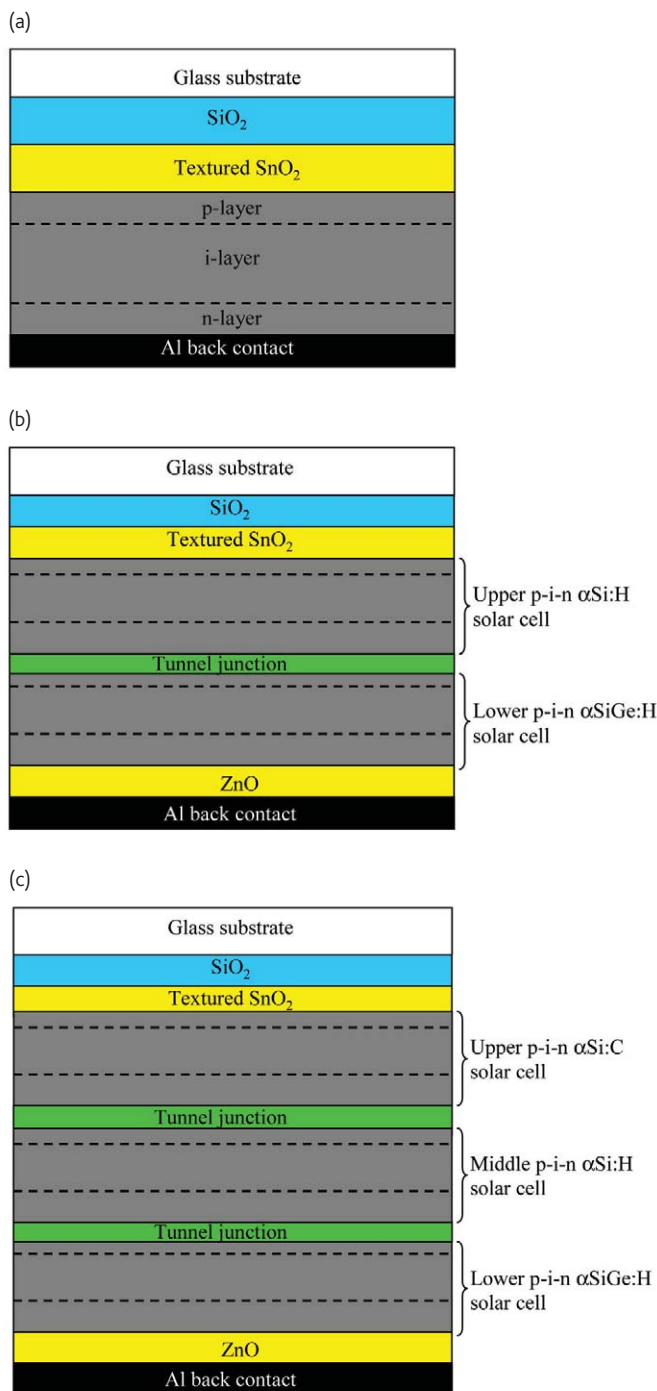 (a)
Glass substrate
SiO₂
Textured SnO₂
p-layer
i-layer
n-layer
Al back contact
(b)
Glass substrate
SiO₂
Textured SnO₂
Upper p-i-n αSi:H
solar cell
Tunnel junction
Lower p-i-n αSiGe:H
solar cell
ZnO
Al back contact
(c)
Glass substrate
SiO₂
Textured SnO₂
Upper p-i-n αSi:C
solar cell
Tunnel junction
Middle p-i-n αSi:H
solar cell
Tunnel junction
Lower p-i-n αSiGe:H
solar cell
ZnO
Al back contact